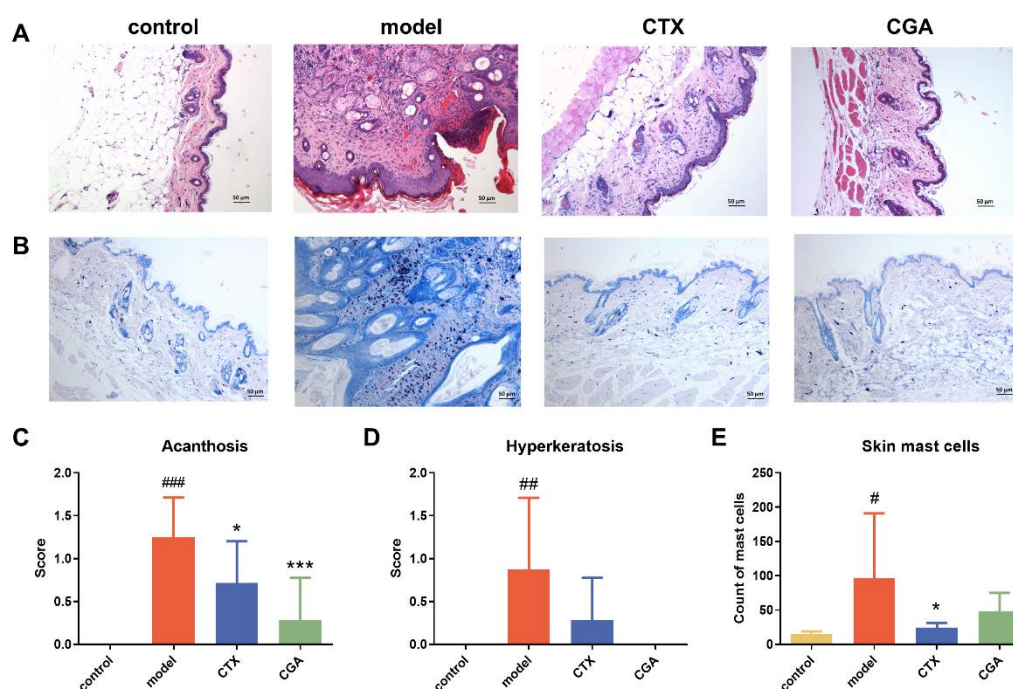 control model CTX CGA
A
50 µm 50 µm 50 µm 50 µm
B
50 µm 50 µm 50 µm 50 µm
C Acanthosis
2.0
1.5
1.0
0.5
0.0
Score
###
*
***
control model CTX CGA
D Hyperkeratosis
2.0
1.5
1.0
0.5
0.0
Score
##
control model CTX CGA
E Skin mast cells
250
200
150
100
50
0
Count of mast cells
#
*
control model CTX CGA